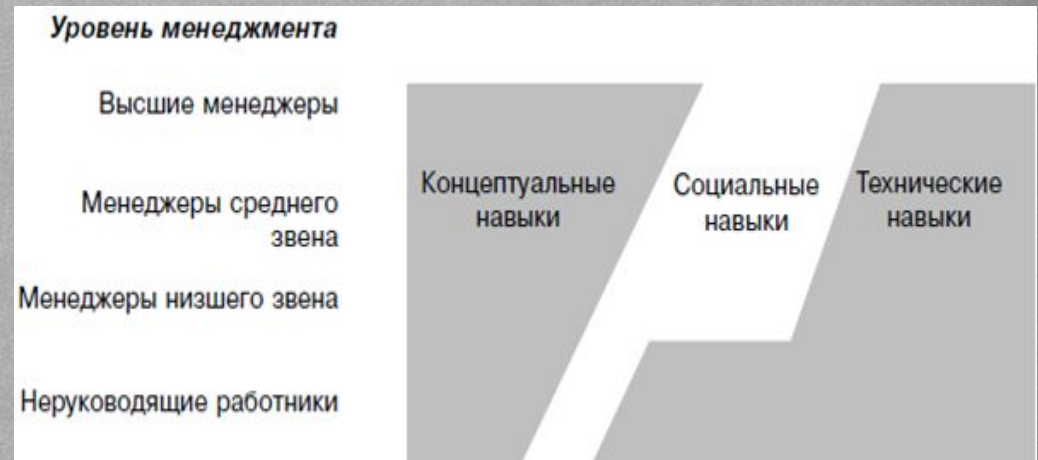 Уровень менеджмента
Высшие менеджеры
Концептуальные
навыки
Социальные
навыки
Технические
навыки
Менеджеры среднего
звена
Менеджеры низшего звена
Неруководящие работники